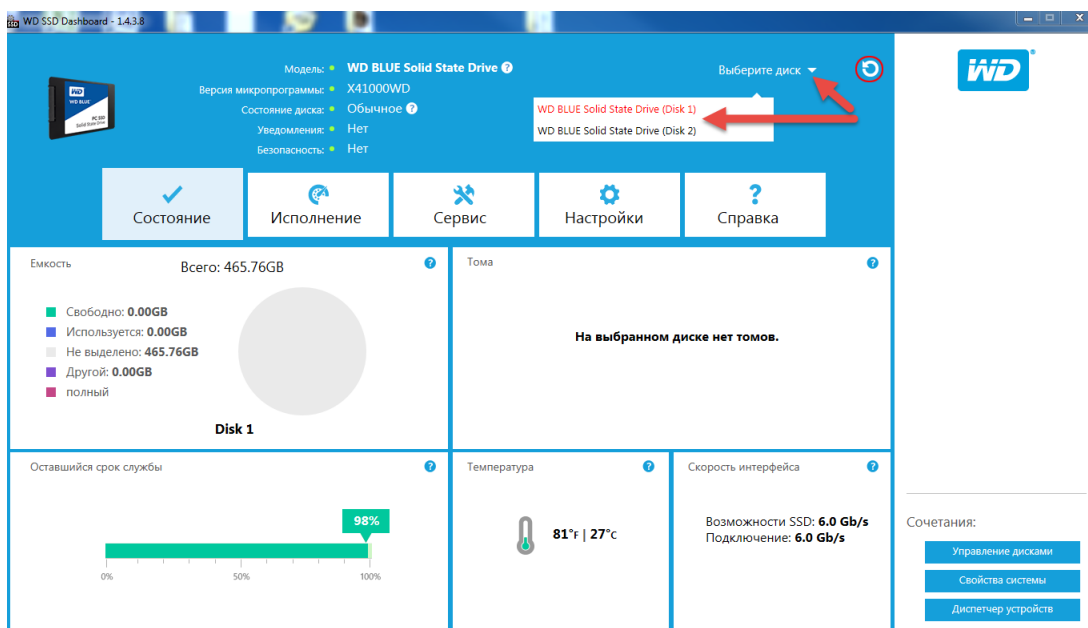 WD SSD Dashboard - 1.4.3.8
Модель: WD BLUE Solid State Drive
Версия микропрограммы: X41000WD
Состояние диска: Обычное
Уведомления: Нет
Безопасность: Нет
Выберите диск
WD BLUE Solid State Drive (Disk 1)
WD BLUE Solid State Drive (Disk 2)
WD
Состояние
Исполнение
Сервис
Настройки
Справка
Емкость
Всего: 465.76GB
Свободно: 0.00GB
Используется: 0.00GB
Не выделено: 465.76GB
Другой: 0.00GB
полный
Disk 1
Тома
На выбранном диске нет томов.
Оставшийся срок службы
98%
0% 50% 100%
Температура
81°F | 27°C
Скорость интерфейса
Возможности SSD: 6.0 Gb/s
Подключение: 6.0 Gb/s
Сочетания:
Управление дисками
Свойства системы
Диспетчер устройств